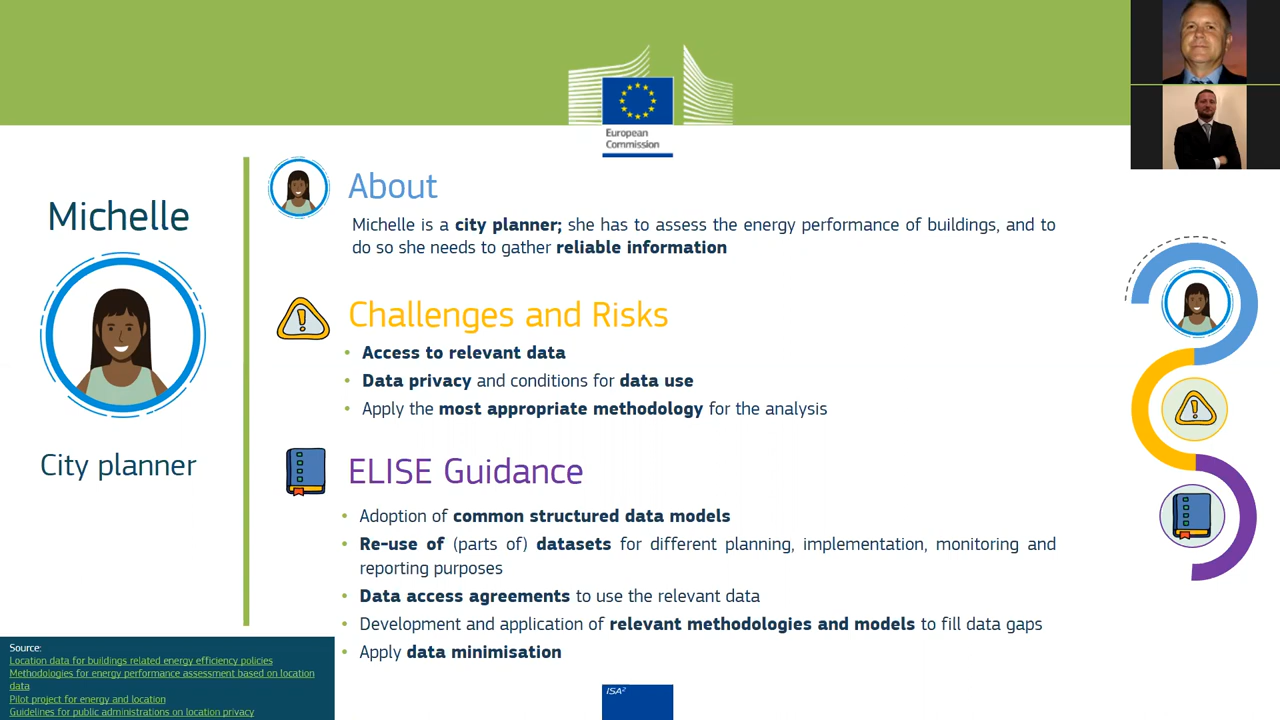 European
Commission
Michelle
City planner
About
Michelle is a city planner; she has to assess the energy performance of buildings, and to
do so she needs to gather reliable information
Challenges and Risks
• Access to relevant data
• Data privacy and conditions for data use
• Apply the most appropriate methodology for the analysis
ELISE Guidance
• Adoption of common structured data models
• Re-use of (parts of) datasets for different planning, implementation, monitoring and
reporting purposes
• Data access agreements to use the relevant data
• Development and application of relevant methodologies and models to fill data gaps
• Apply data minimisation
Source:
Location data for buildings related energy efficiency policies
Methodologies for energy performance assessment based on location
data
Pilot project for energy and location
Guidelines for public administrations on location privacy
ISA²